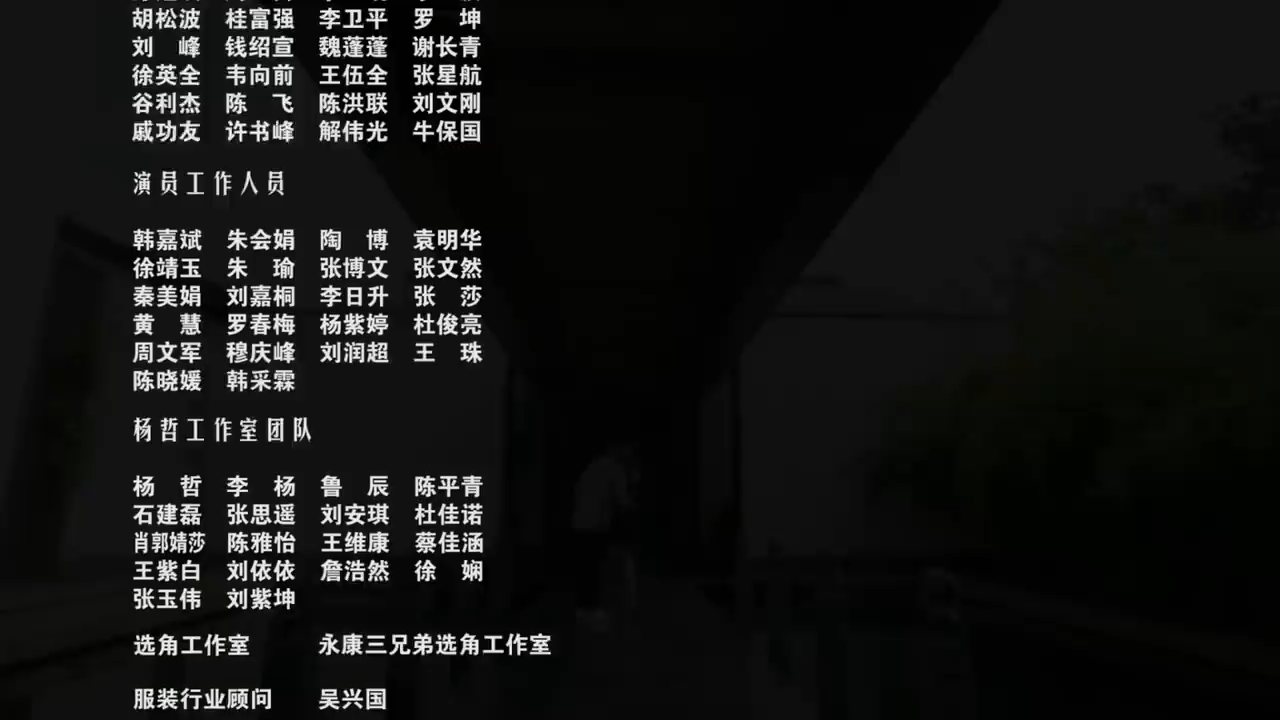 胡松波 桂富强 李卫平 罗 坤
刘 峰 钱绍宣 魏蓬蓬 谢长青
徐英全 韦向前 王伍全 张星航
谷利杰 陈 飞 陈洪联 刘文刚
戚功友 许书峰 解伟光 牛保国
演员工作人员
韩嘉斌 朱会娟 陶 博 袁明华
徐靖玉 朱 瑜 张博文 张文然
秦美娟 刘嘉桐 李日升 张 莎
黄 慧 罗春梅 杨紫婷 杜俊亮
周文军 穆庆峰 刘润超 王 珠
陈晓媛 韩采霖
杨哲工作室团队
杨 哲 李 杨 鲁 辰 陈平青
石建磊 张思遥 刘安琪 杜佳诺
肖郭婧莎 陈雅怡 王维康 蔡佳涵
王紫白 刘依依 詹浩然 徐 娴
张玉伟 刘紫坤
选角工作室 永康三兄弟选角工作室
服装行业顾问 吴兴国